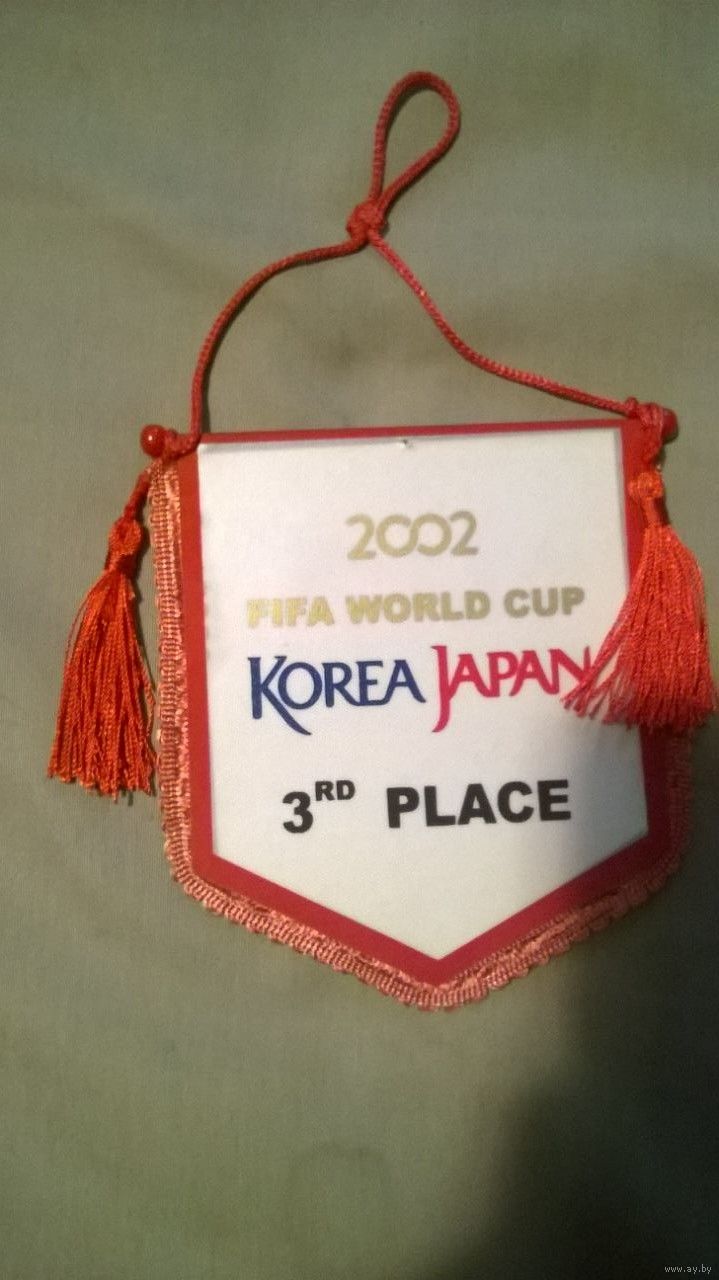 2002
FIFA WORLD CUP
KOREA JAPAN
3RD PLACE
www.ay.by